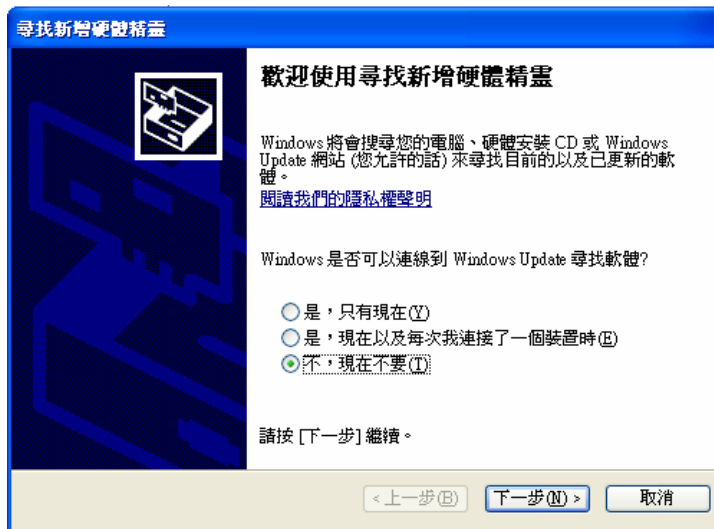 尋找新增硬體精靈
歡迎使用尋找新增硬體精靈
Windows 將會搜尋您的電腦、硬體安裝 CD 或 Windows
Update 網站 (您允許的話) 來尋找目前的以及已更新的軟
體。
閱讀我們的隱私權聲明
Windows 是否可以連線到 Windows Update 尋找軟體?
是，只有現在(Y)
是，現在以及每次我連接了一個裝置時(E)
不，現在不要(T)
請按 [下一步] 繼續。
< 上一步(B) 下一步(N) > 取消